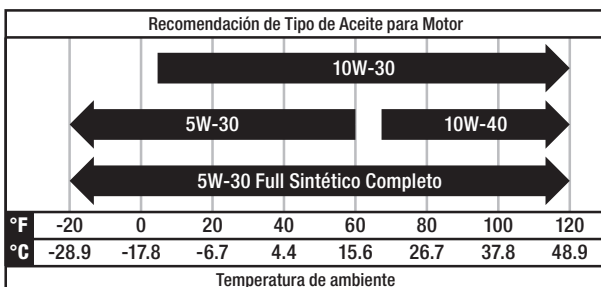 Recomendación de Tipo de Aceite para Motor
10W-30
5W-30 10W-40
5W-30 Full Sintético Completo
°F -20 0 20 40 60 80 100 120
°C -28.9 -17.8 -6.7 4.4 15.6 26.7 37.8 48.9
Temperatura de ambiente